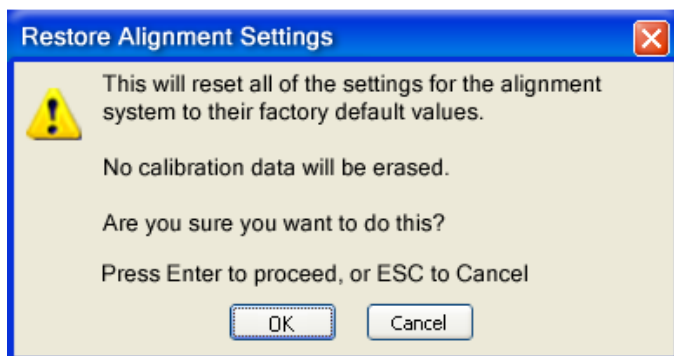 Restore Alignment Settings
This will reset all of the settings for the alignment
system to their factory default values.
No calibration data will be erased.
Are you sure you want to do this?
Press Enter to proceed, or ESC to Cancel
OK
Cancel